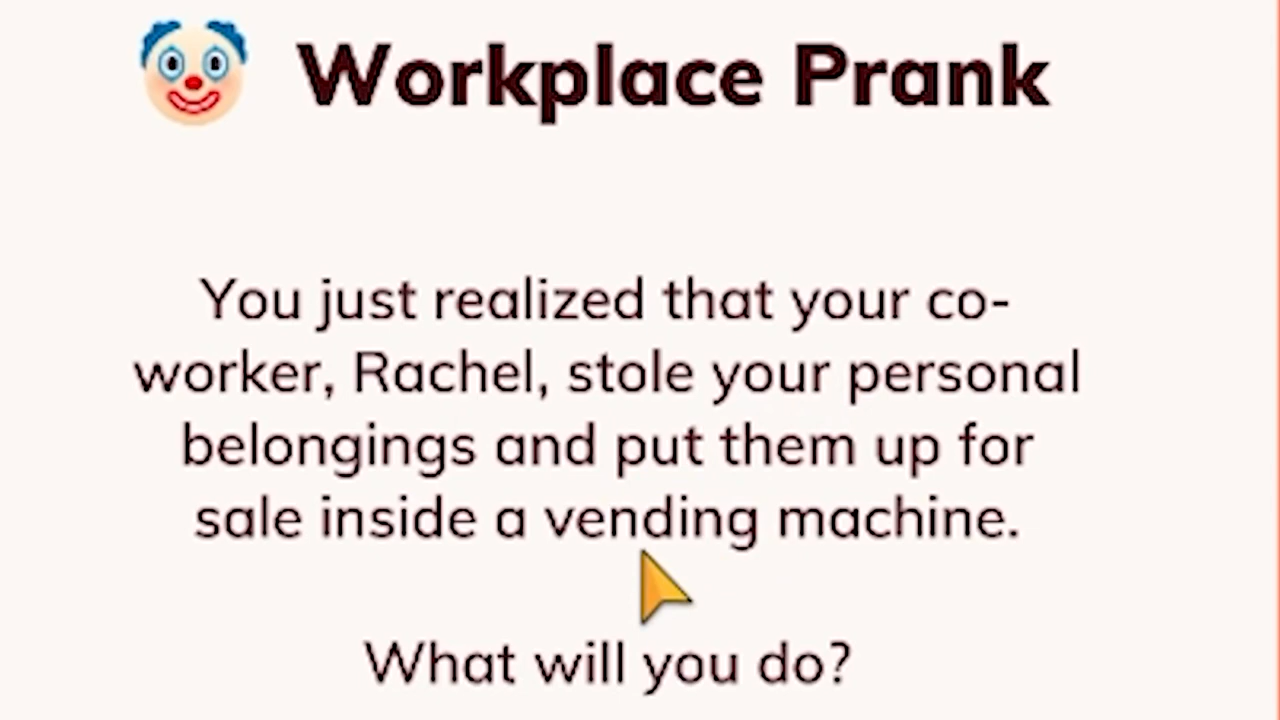 Workplace Prank
You just realized that your co-
worker, Rachel, stole your personal
belongings and put them up for
sale inside a vending machine.
What will you do?